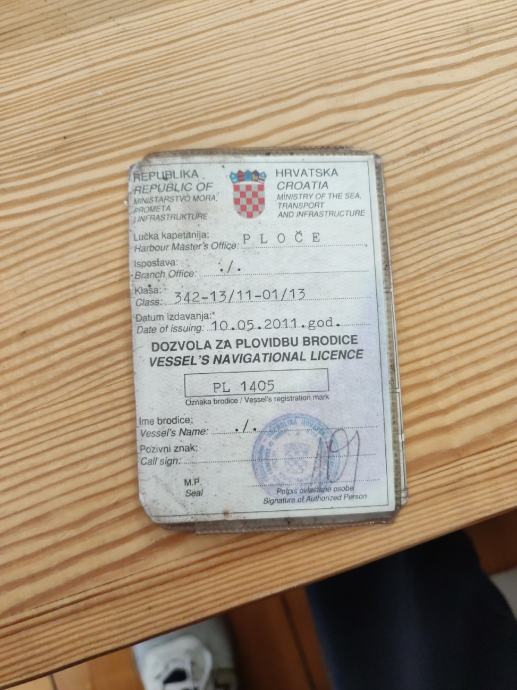 REPUBLIKA HRVATSKA
REPUBLIC OF CROATIA
MINISTARSTVO MORA, PROMETA I INFRASTRUKTURE
MINISTRY OF THE SEA, TRANSPORT AND INFRASTRUCTURE
Lučka kapetanija:
Harbour Master's Office: PLOČE
Ispostava:
Branch Office: ./.
Klasa:
Class: 342-13/11-01/13
Datum izdavanja:
Date of issuing: 10.05.2011.god.
DOZVOLA ZA PLOVIDBU BRODICE
VESSEL'S NAVIGATIONAL LICENCE
PL 1405
Oznaka brodice / Vessel's registration mark
Ime brodice:
Vessel's Name: ./.
Pozivni znak:
Call sign:
M.P.
Seal
Potpis ovlaštene osobe
Signature of Authorized Person